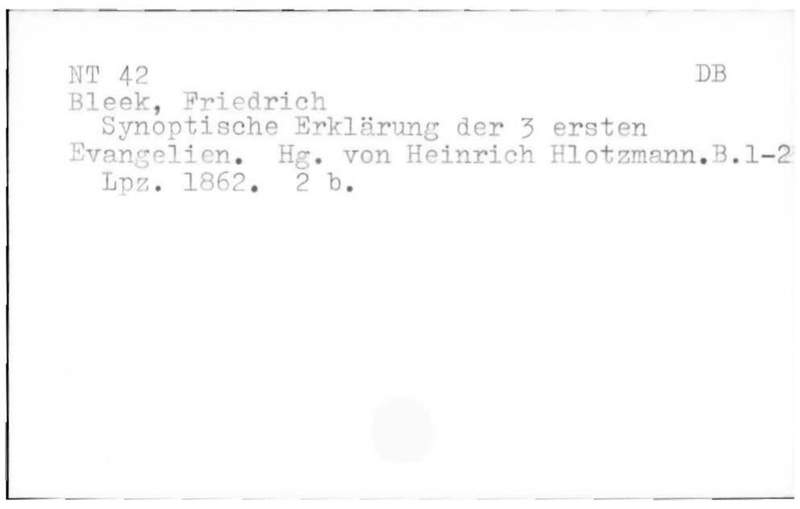 NT 42 DB
Bleek, Friedrich
Synoptische Erklärung der 3 ersten
Evangelien. Hg. von Heinrich Hlotzmann.B.1-2
Lpz. 1862. 2 b.